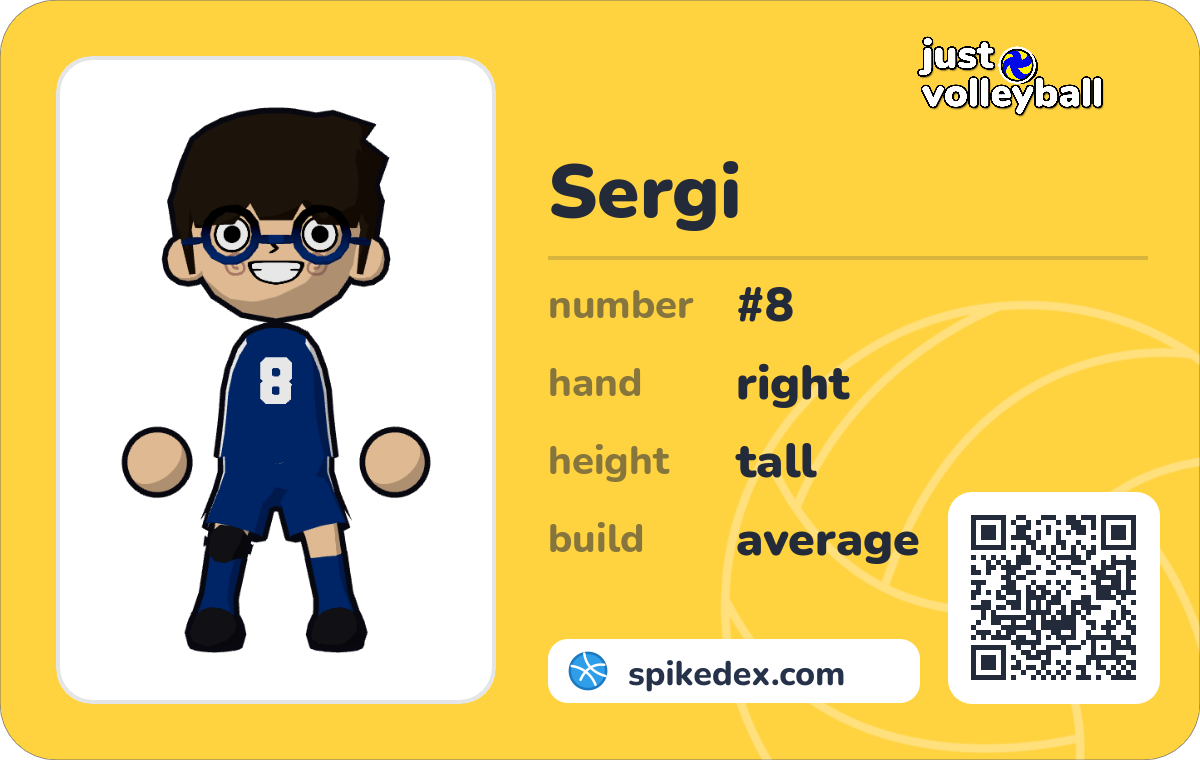 just
volleyball
Sergi
number #8
hand right
height tall
build average
8
spikedex.com